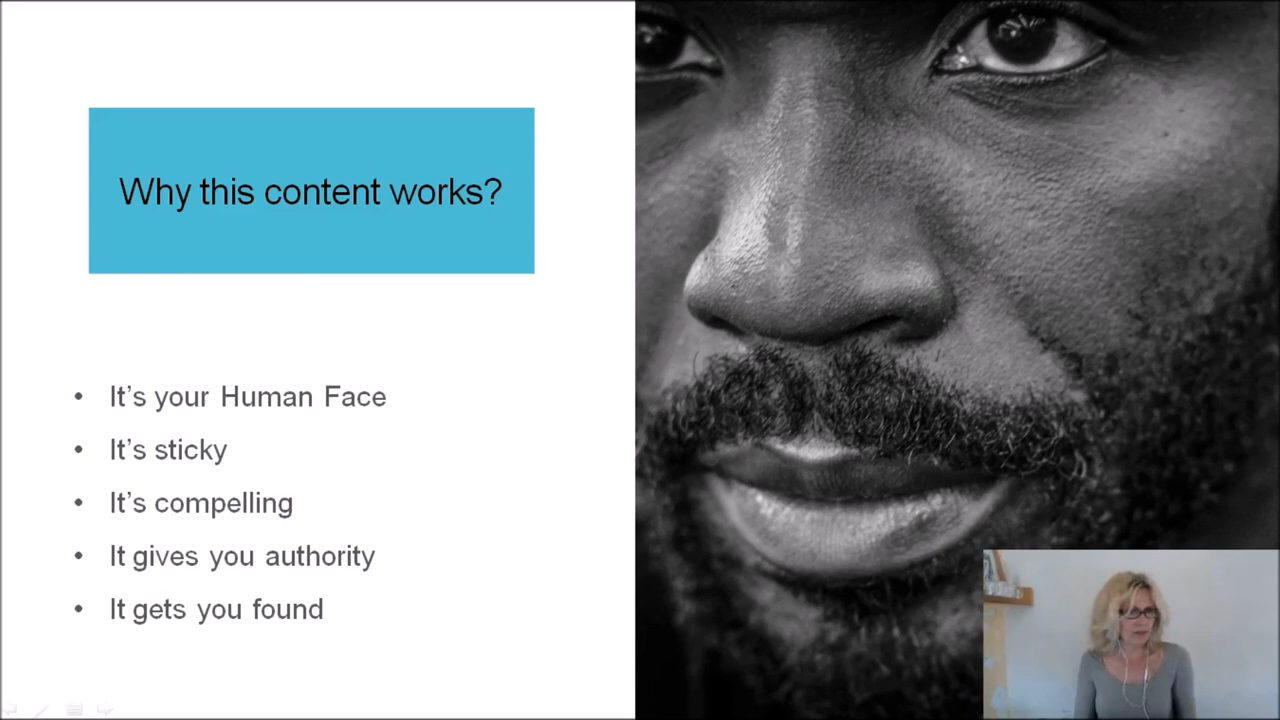 Why this content works?
• It’s your Human Face
• It’s sticky
• It’s compelling
• It gives you authority
• It gets you found